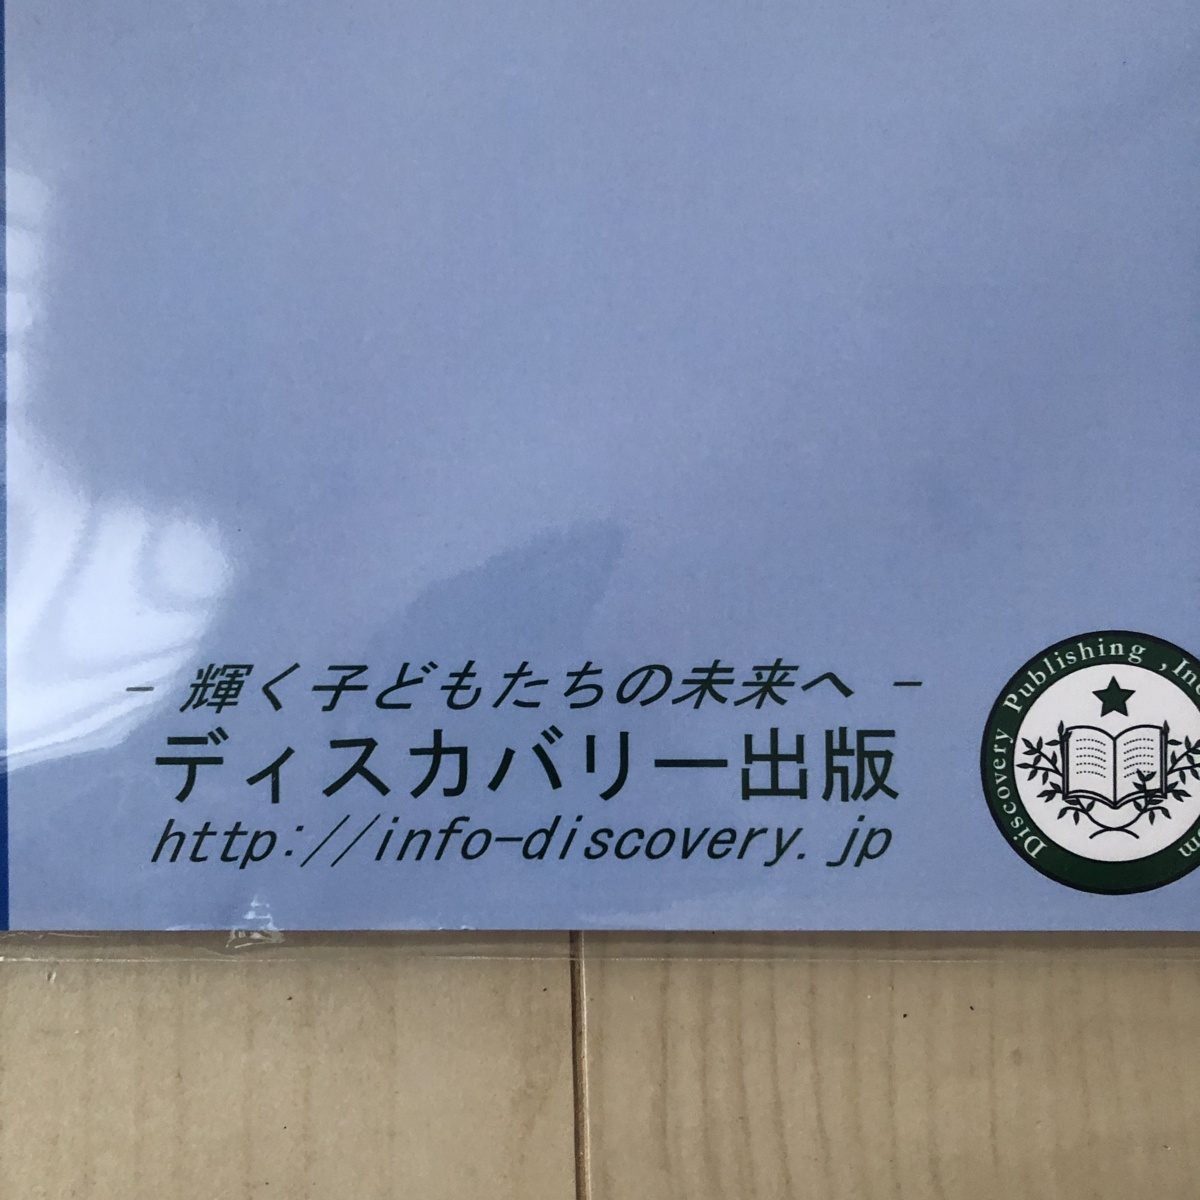 - 輝く子どもたちの未来へ -
ディスカバリー出版
http://info-discovery.jp
Discovery Publishing ,Inc
m